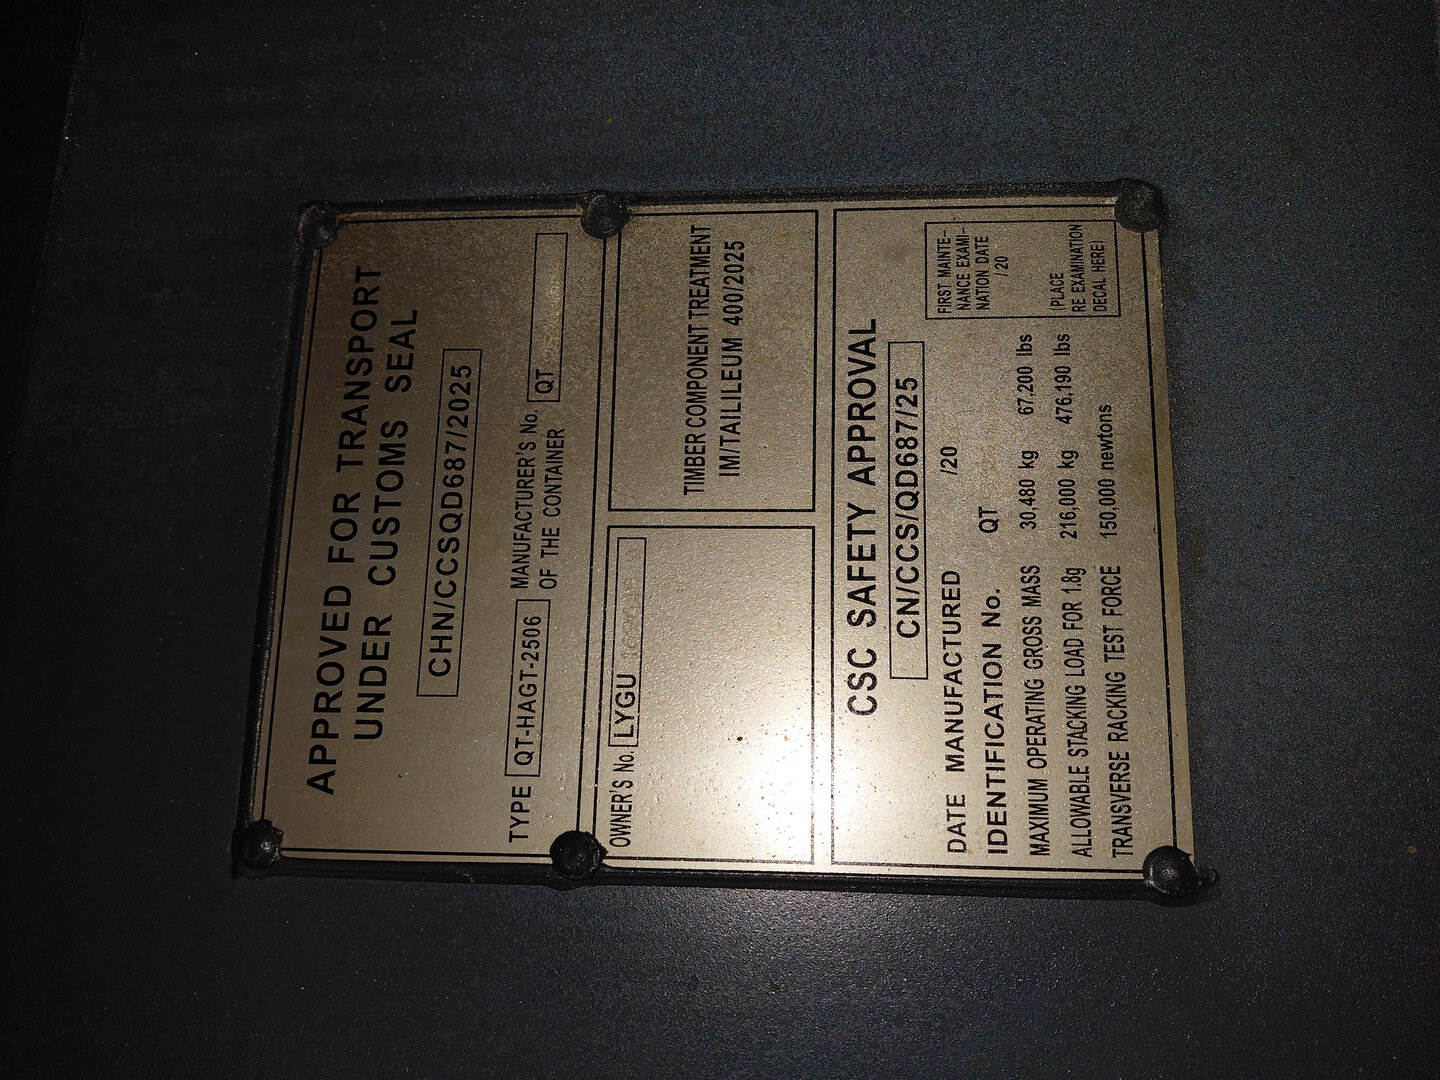 APPROVED FOR TRANSPORT
UNDER CUSTOMS SEAL
CHN/CCSQD687/2025
TYPE QT-HAGT-2506 MANUFACTURER'S No.
OF THE CONTAINER QT
OWNER'S No. LYGU
TIMBER COMPONENT TREATMENT
IM/TAILILEUM 400/2025
CSC SAFETY APPROVAL
CN/CCS/QD687/25
DATE MANUFACTURED /20
IDENTIFICATION No. QT
MAXIMUM OPERATING GROSS MASS 30,480 kg 67,200 lbs
ALLOWABLE STACKING LOAD FOR 1.8g 216,000 kg 476,190 lbs
TRANSVERSE RACKING TEST FORCE 150,000 newtons
FIRST MAINTE-
NANCE EXAMI-
NATION DATE
/20
(PLACE
RE EXAMINATION
DECAL HERE)